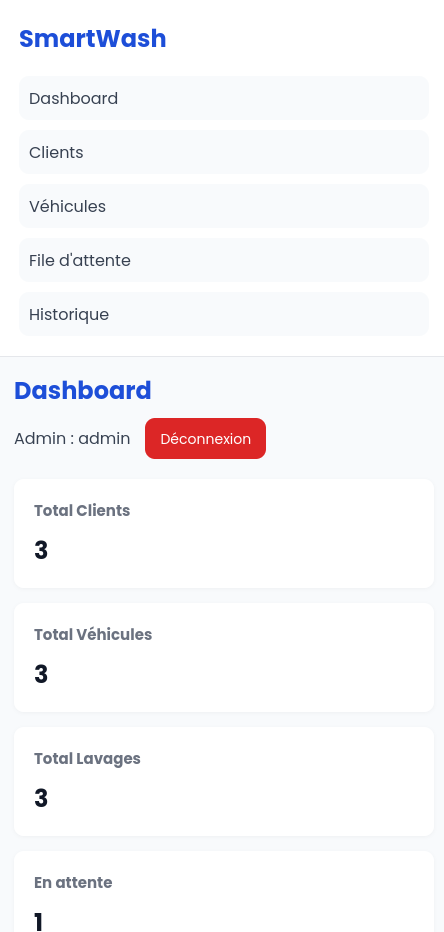 SmartWash
Dashboard
Clients
Véhicules
File d'attente
Historique
Dashboard
Admin : admin Déconnexion
Total Clients
3
Total Véhicules
3
Total Lavages
3
En attente
1